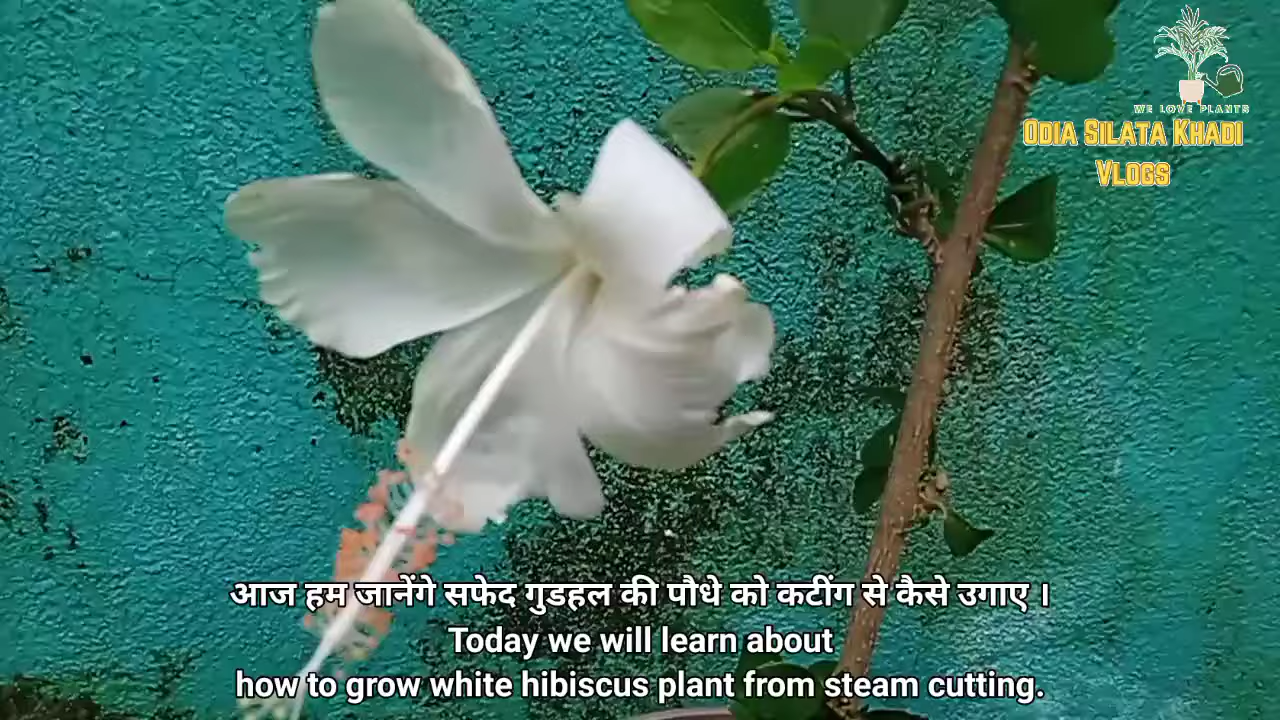 WE LOVE PLANTS
ODIA SILATA KHADI
VLOGS
आज हम जानेंगे सफेद गुडहल की पौधे को कटींग से कैसे उगाए ।
Today we will learn about
how to grow white hibiscus plant from steam cutting.